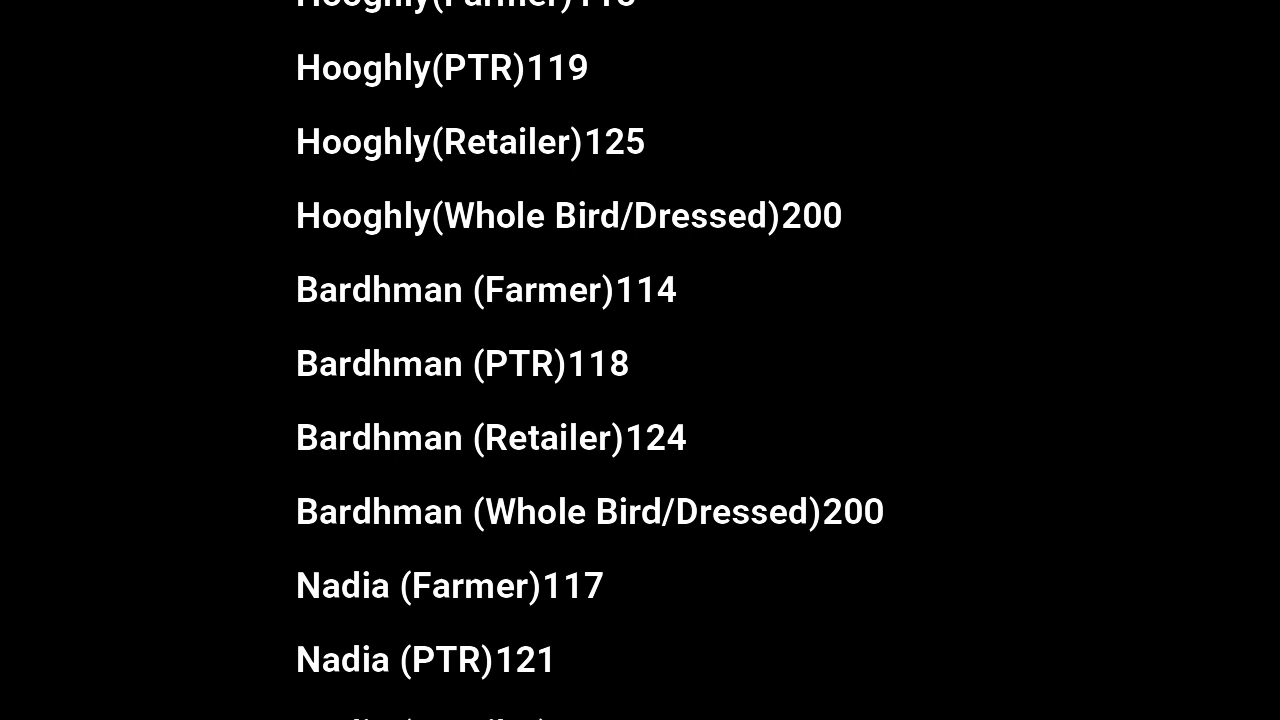 Hooghly(PTR)119
Hooghly(Retailer)125
Hooghly(Whole Bird/Dressed)200
Bardhman (Farmer)114
Bardhman (PTR)118
Bardhman (Retailer)124
Bardhman (Whole Bird/Dressed)200
Nadia (Farmer)117
Nadia (PTR)121